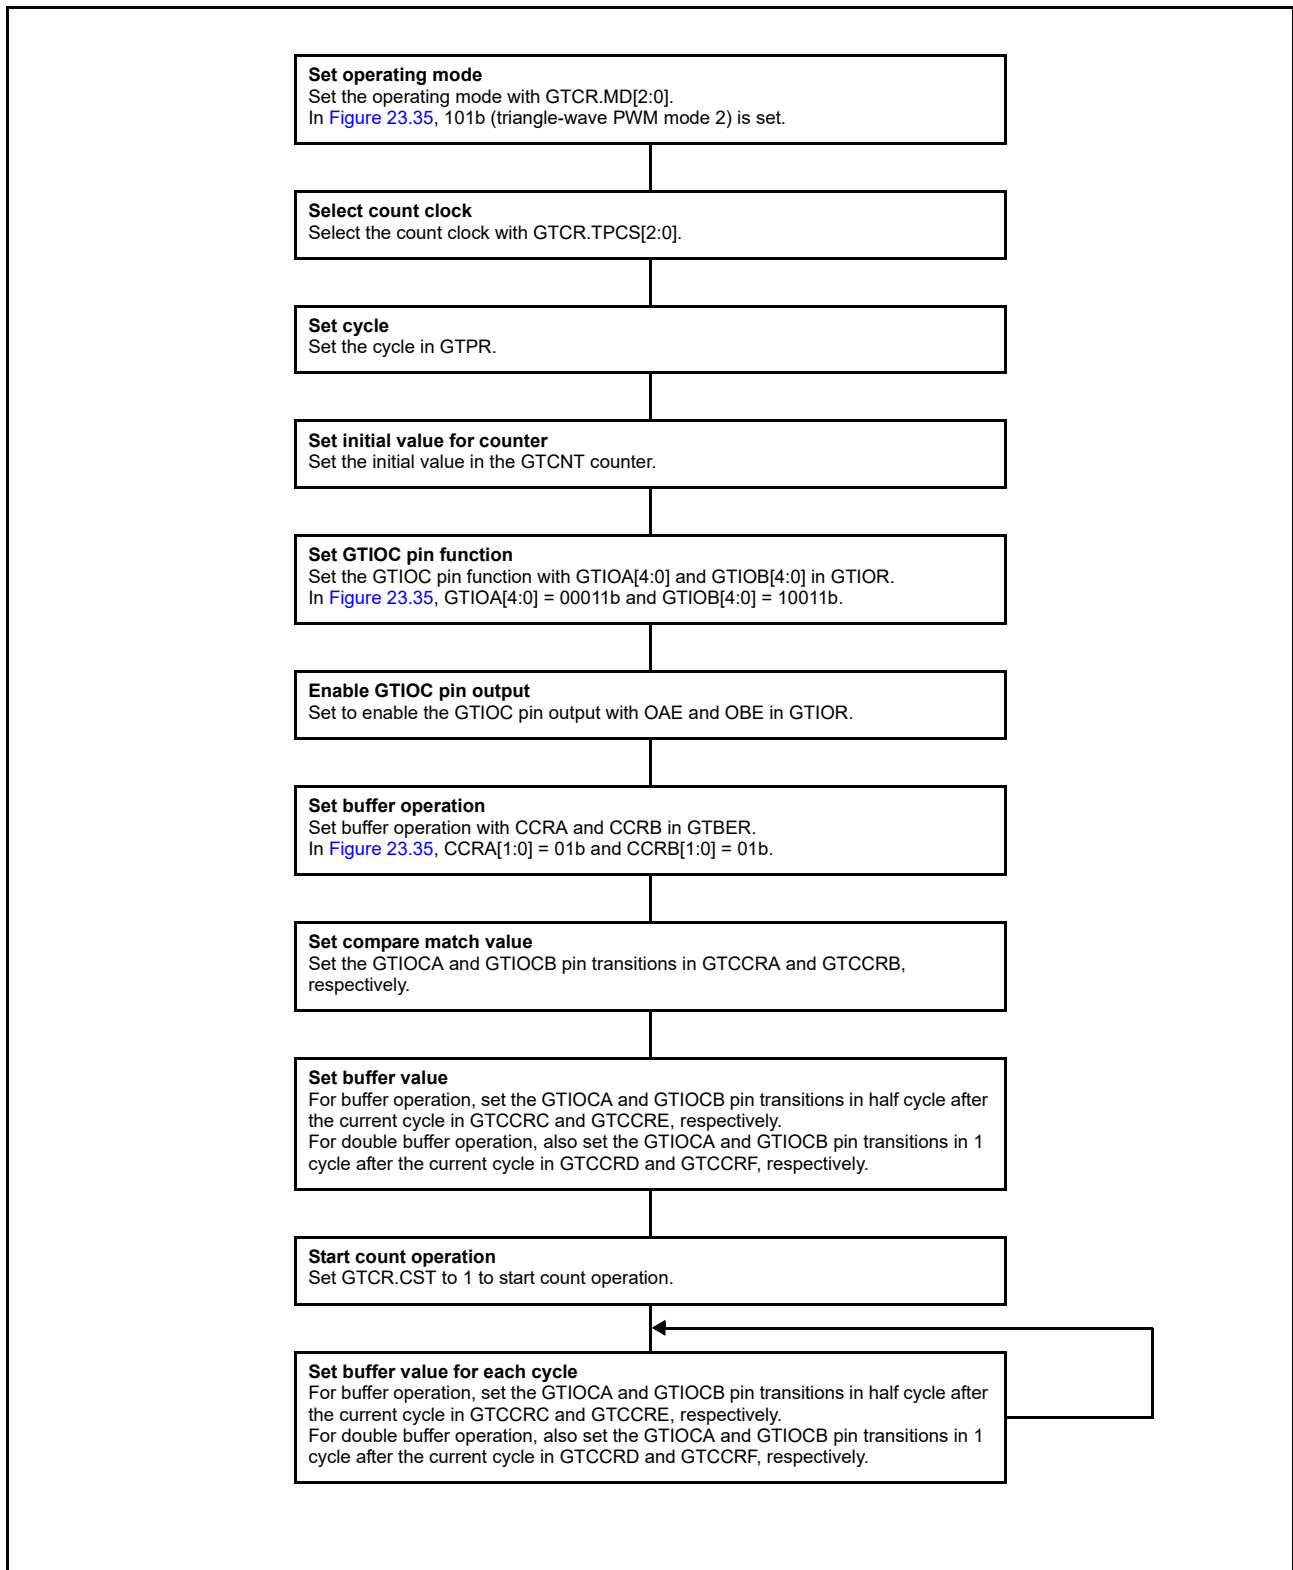 Set operating mode
Set the operating mode with GTCR.MD[2:0].
In Figure 23.35, 101b (triangle-wave PWM mode 2) is set.
Select count clock
Select the count clock with GTCR.TPCS[2:0].
Set cycle
Set the cycle in GTPR.
Set initial value for counter
Set the initial value in the GTCNT counter.
Set GTIOC pin function
Set the GTIOC pin function with GTIOA[4:0] and GTIOB[4:0] in GTIOR.
In Figure 23.35, GTIOA[4:0] = 00011b and GTIOB[4:0] = 10011b.
Enable GTIOC pin output
Set to enable the GTIOC pin output with OAE and OBE in GTIOR.
Set buffer operation
Set buffer operation with CCRA and CCRB in GTBER.
In Figure 23.35, CCRA[1:0] = 01b and CCRB[1:0] = 01b.
Set compare match value
Set the GTIOCA and GTIOCB pin transitions in GTCCRA and GTCCRB,
respectively.
Set buffer value
For buffer operation, set the GTIOCA and GTIOCB pin transitions in half cycle after
the current cycle in GTCCRC and GTCCRE, respectively.
For double buffer operation, also set the GTIOCA and GTIOCB pin transitions in 1
cycle after the current cycle in GTCCRD and GTCCRF, respectively.
Start count operation
Set GTCR.CST to 1 to start count operation.
Set buffer value for each cycle
For buffer operation, set the GTIOCA and GTIOCB pin transitions in half cycle after
the current cycle in GTCCRC and GTCCRE, respectively.
For double buffer operation, also set the GTIOCA and GTIOCB pin transitions in 1
cycle after the current cycle in GTCCRD and GTCCRF, respectively.